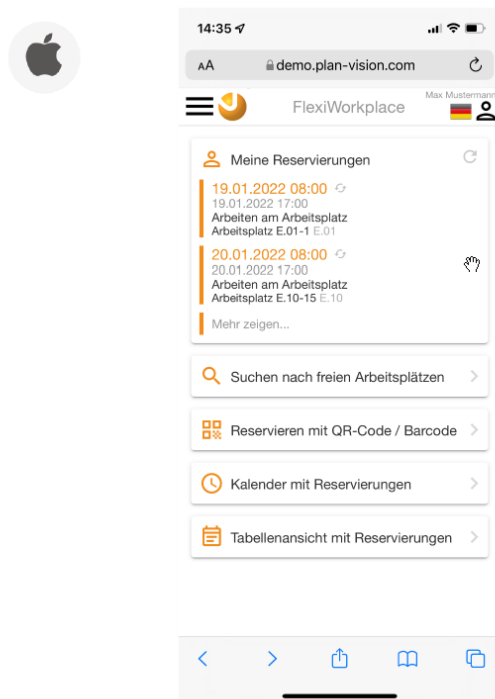 14:35
AA demo.plan-vision.com
FlexiWorkplace
Max Mustermann
Meine Reservierungen
19.01.2022 08:00
19.01.2022 17:00
Arbeiten am Arbeitsplatz
Arbeitsplatz E.01-1 E.01
20.01.2022 08:00
20.01.2022 17:00
Arbeiten am Arbeitsplatz
Arbeitsplatz E.10-15 E.10
Mehr zeigen...
Suchen nach freien Arbeitsplätzen
Reservieren mit QR-Code / Barcode
Kalender mit Reservierungen
Tabellenansicht mit Reservierungen